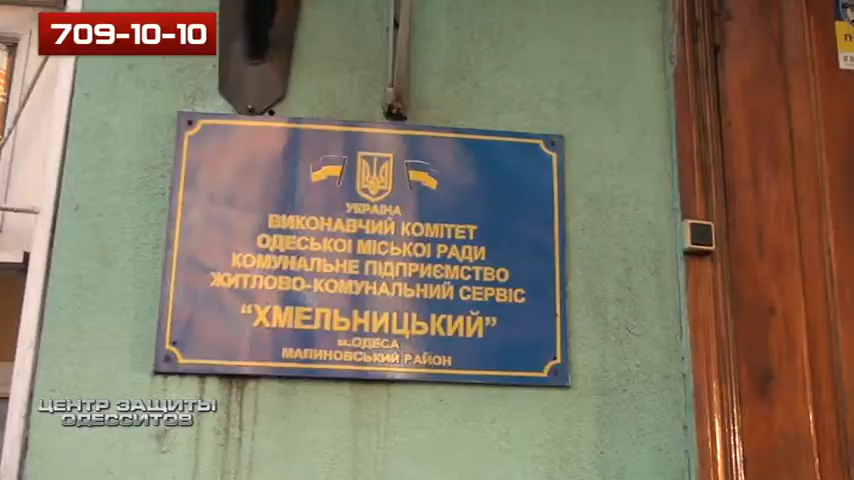 709-10-10
УКРАЇНА
ВИКОНАВЧИЙ КОМІТЕТ
ОДЕСЬКОЇ МІСЬКОЇ РАДИ
КОМУНАЛЬНЕ ПІДПРИЄМСТВО
ЖИТЛОВО-КОМУНАЛЬНИЙ СЕРВІС
"ХМЕЛЬНИЦЬКИЙ"
м.ОДЕСА
МАЛИНОВСЬКИЙ РАЙОН
ЦЕНТР ЗАЩИТЫ
ОДЕССИТОВ